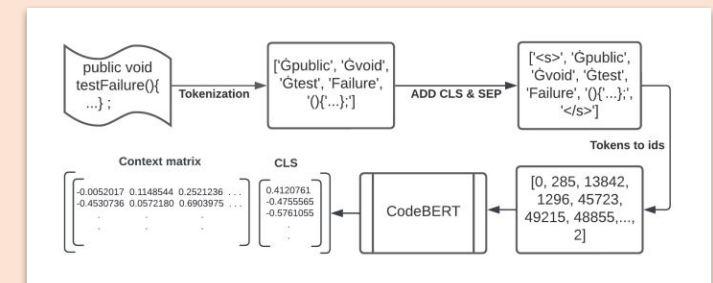 public void
testFailure(){
...} ;
Tokenization
['Ġpublic', 'Ġvoid',
'Ġtest', 'Failure',
'(){'...};']
ADD CLS & SEP
['<s>', 'Ġpublic',
'Ġvoid', 'Ġtest',
'Failure', '(){'...};',
'</s>']
Tokens to ids
[0, 285, 13842,
1296, 45723,
49215, 48855,...,
2]
CodeBERT
CLS
0.4120761
-0.4755565
-0.5761055
.
.
Context matrix
-0.0052017 0.1148544 0.2521236 . . .
-0.4530736 0.0572180 0.6903975 . . .
. . .
. . .